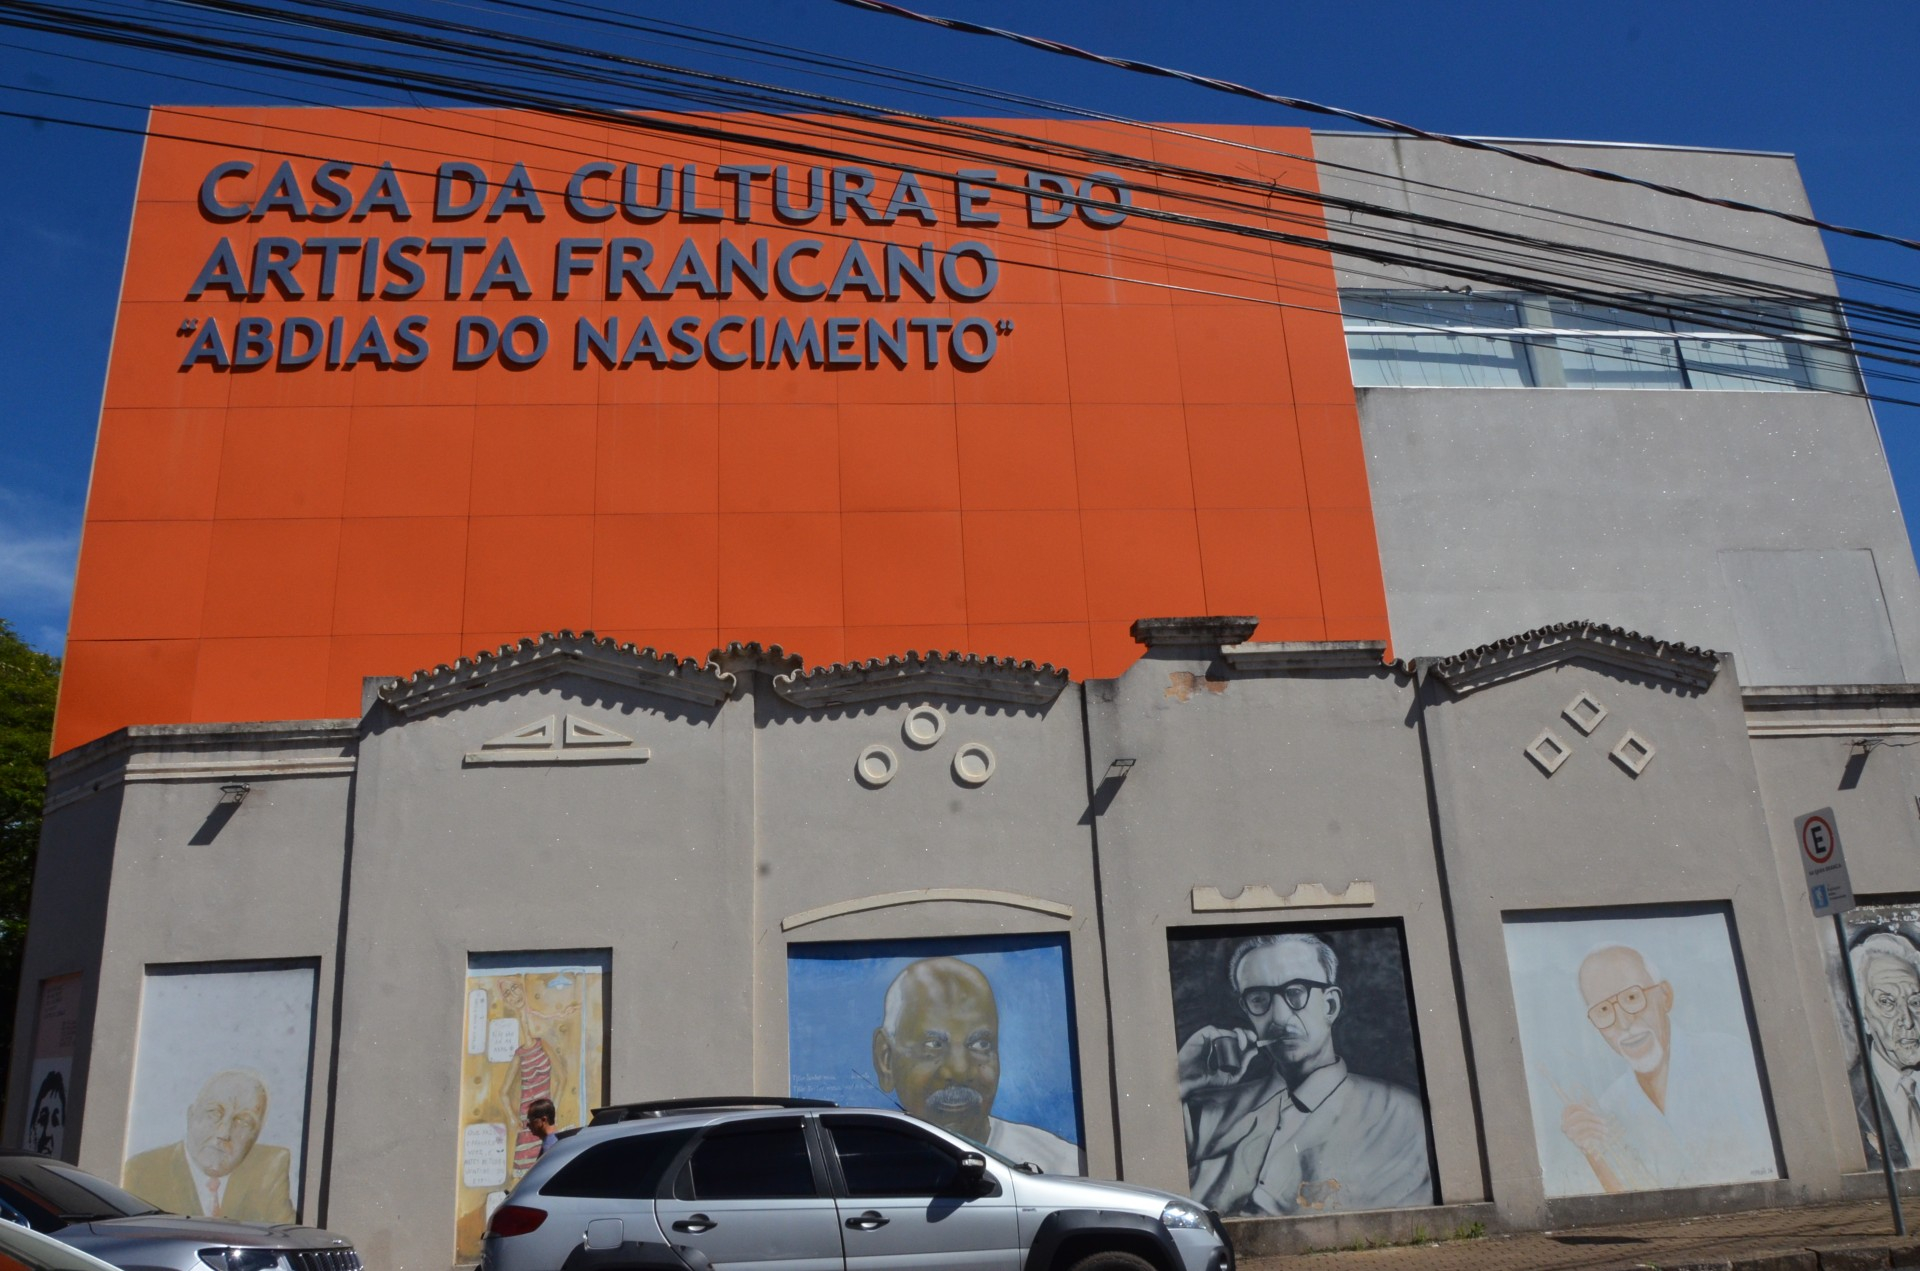 CASA DA CULTURA E DO
ARTISTA FRANCANO
“ABDIAS DO NASCIMENTO“
E